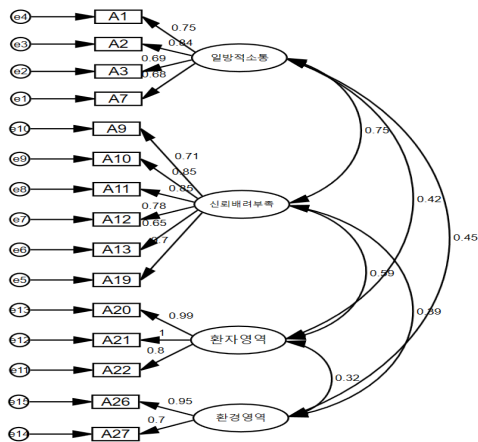 e4 A1 0.75
e3 A2 0.84
일반적소통
e2 A3 0.69
e1 A7 0.68
e10 A9
0.75
e9 A10 0.71
e8 A11 0.85
0.85
e7 A12 0.78
신뢰배려부족
0.42
e6 A13 0.65
0.45
e5 A19 0.7
0.59
e13 A20 0.99
e12 A21 1
환자영역
0.39
e11 A22 0.8
0.32
e15 A26 0.95
환경영역
e14 A27 0.7